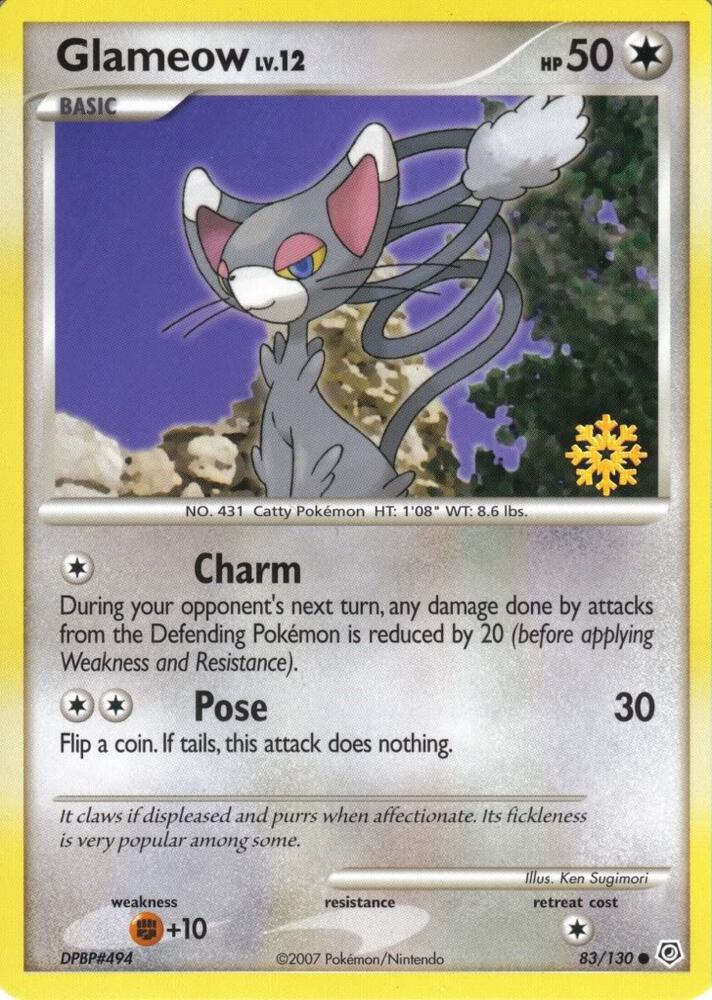 Glameow LV.12 HP 50
BASIC
NO. 431 Catty Pokémon HT: 1'08" WT: 8.6 lbs.
Charm
During your opponent's next turn, any damage done by attacks
from the Defending Pokémon is reduced by 20 (before applying
Weakness and Resistance).
Pose 30
Flip a coin. If tails, this attack does nothing.
It claws if displeased and purrs when affectionate. Its fickleness
is very popular among some.
Illus. Ken Sugimori
weakness resistance retreat cost
+10
DPBP#494 ©2007 Pokémon/Nintendo 83/130